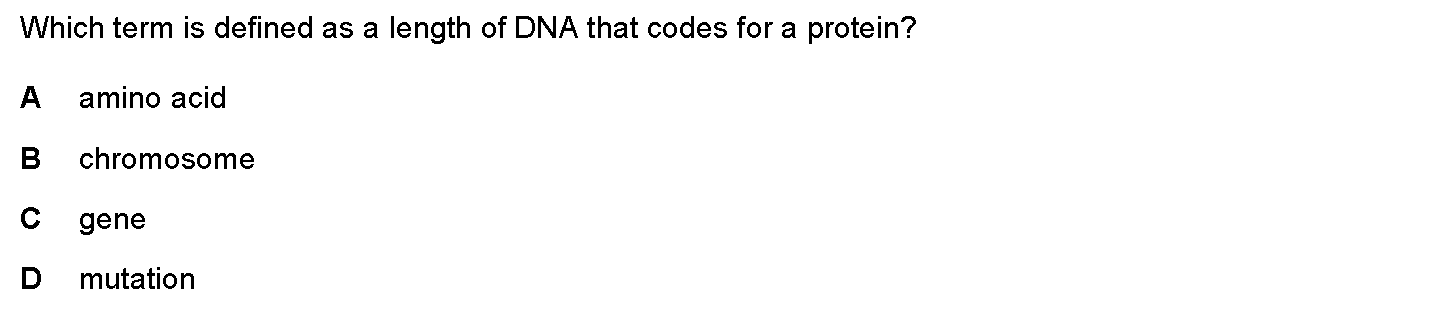 Which term is defined as a length of DNA that codes for a protein?
A amino acid
B chromosome
C gene
D mutation